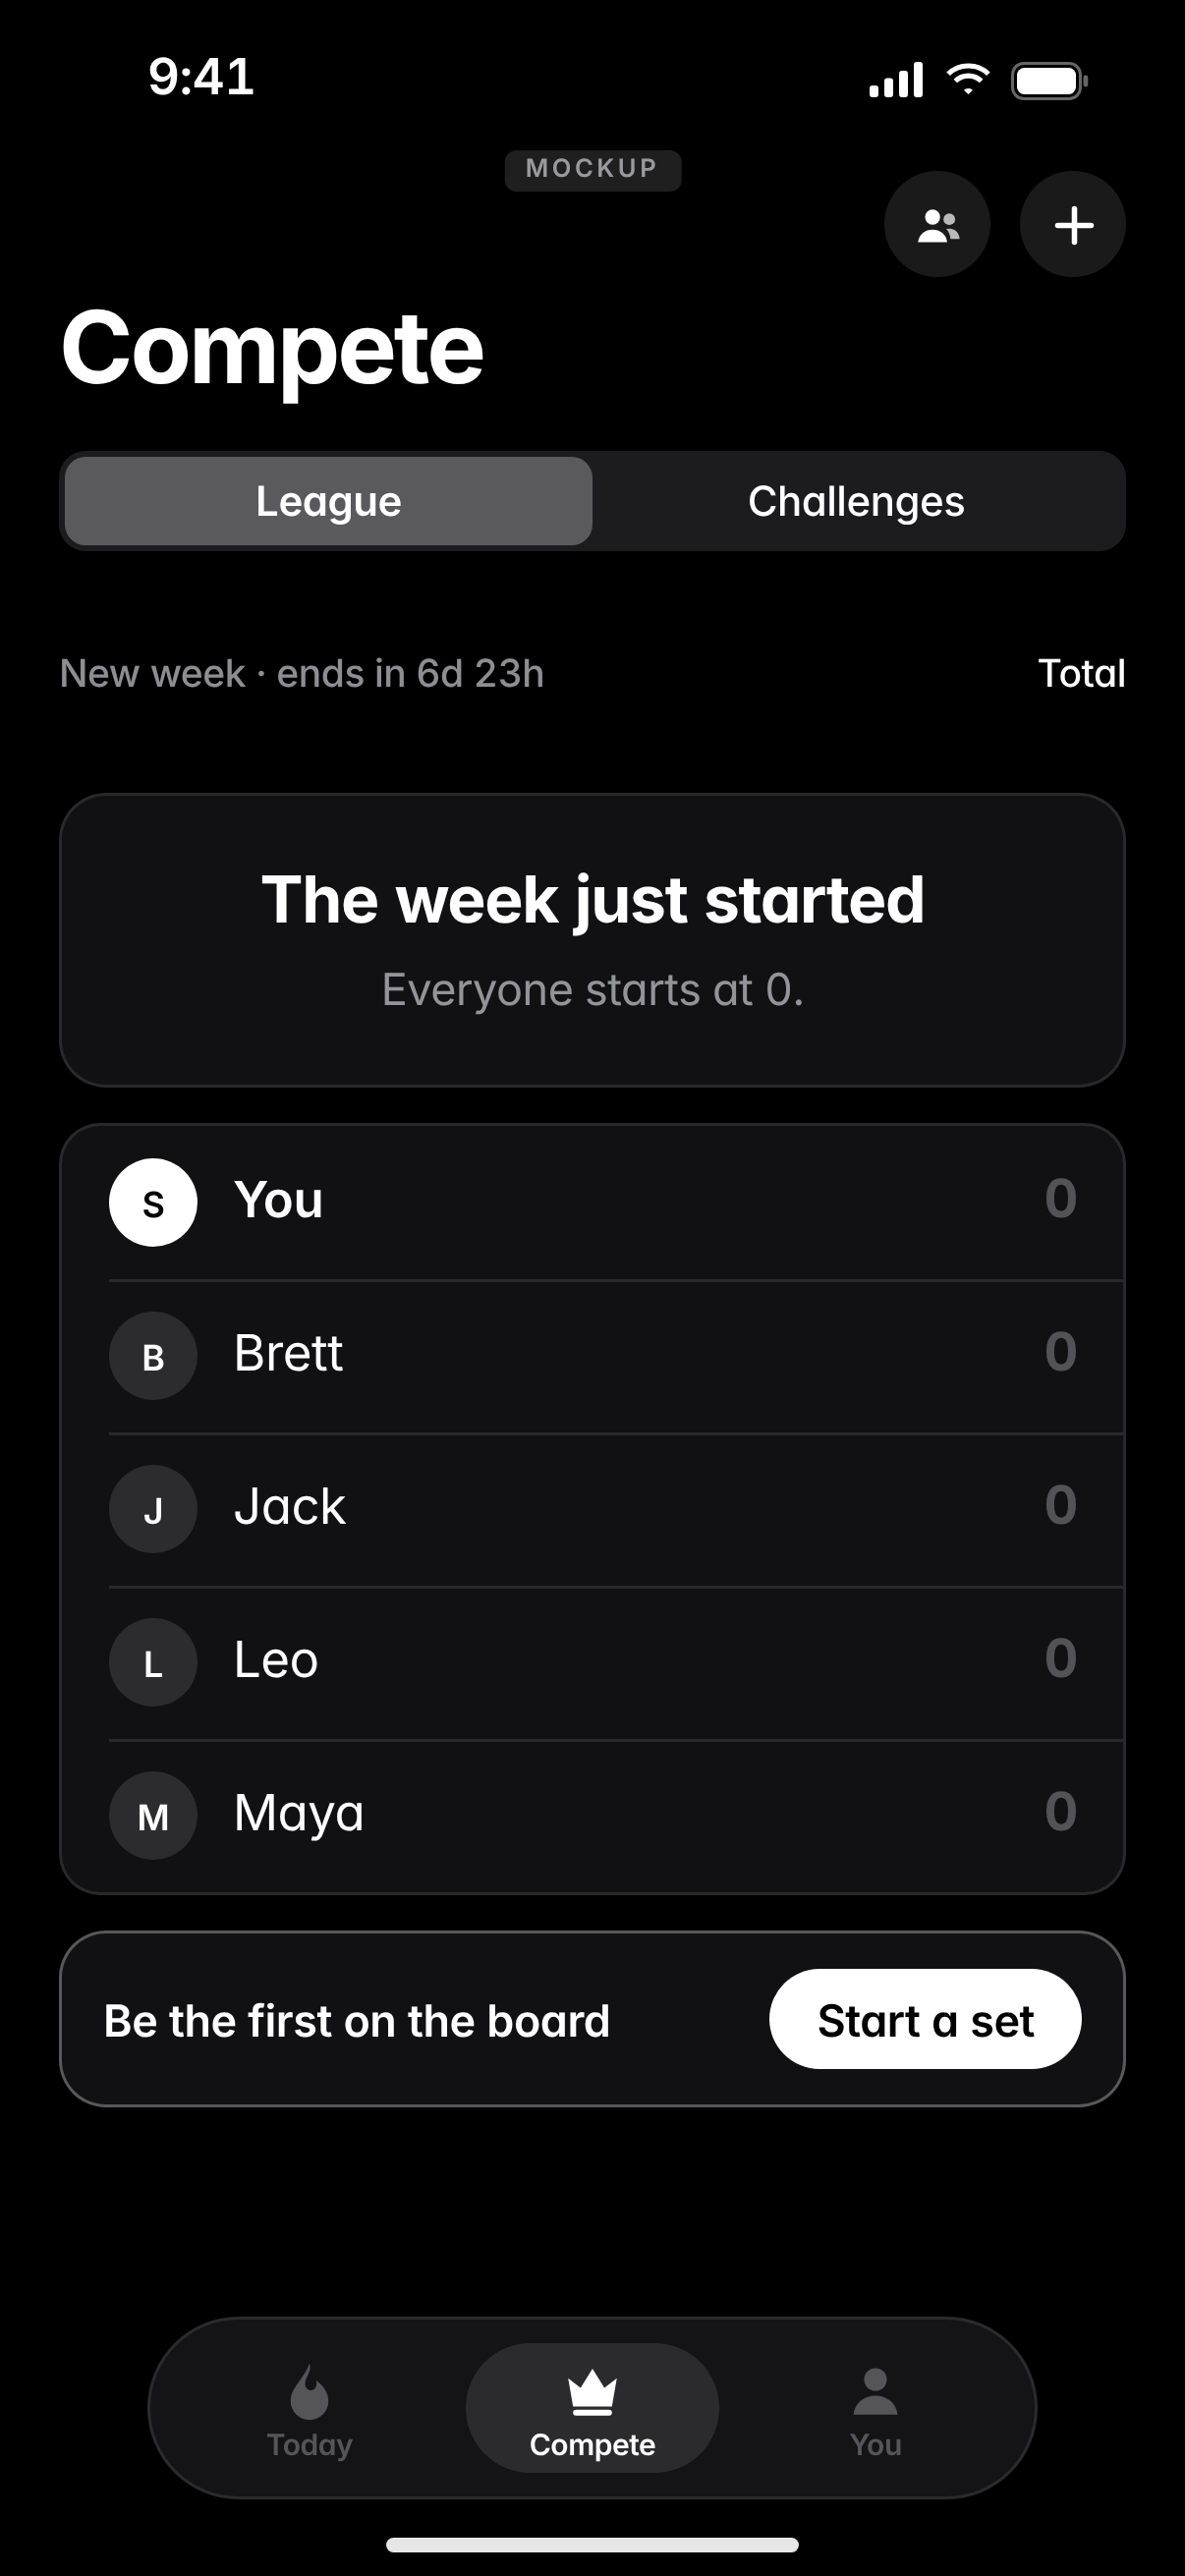 9:41
MOCKUP
Compete
League Challenges
New week · ends in 6d 23h Total
The week just started
Everyone starts at 0.
S You 0
B Brett 0
J Jack 0
L Leo 0
M Maya 0
Be the first on the board Start a set
Today Compete You